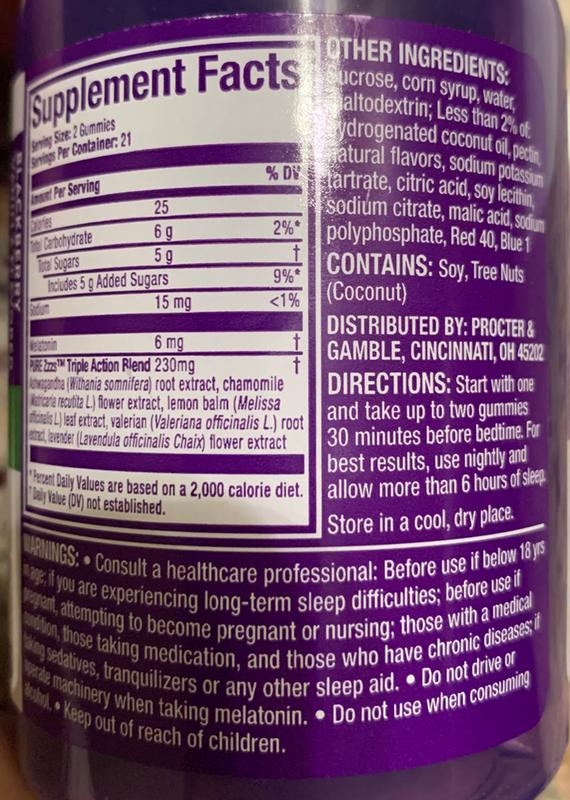 Supplement Facts
Serving Size: 2 Gummies
Servings Per Container: 21
Amount Per Serving % DV
Calories 25
Total Carbohydrate 6 g 2%*
Total Sugars 5 g †
Includes 5 g Added Sugars 9%*
Sodium 15 mg <1%
Melatonin 6 mg †
PURE Zzzs™ Triple Action Blend 230mg †
Ashwagandha (Withania somnifera) root extract, chamomile
(Matricaria recutita L.) flower extract, lemon balm (Melissa
officinalis L.) leaf extract, valerian (Valeriana officinalis L.) root
extract, lavender (Lavendula officinalis Chaix) flower extract
* Percent Daily Values are based on a 2,000 calorie diet.
† Daily Value (DV) not established.
OTHER INGREDIENTS:
Sucrose, corn syrup, water,
maltodextrin; Less than 2% of:
hydrogenated coconut oil, pectin,
natural flavors, sodium potassium
tartrate, citric acid, soy lecithin,
sodium citrate, malic acid, sodium
polyphosphate, Red 40, Blue 1
CONTAINS: Soy, Tree Nuts
(Coconut)
DISTRIBUTED BY: PROCTER &
GAMBLE, CINCINNATI, OH 45202
DIRECTIONS: Start with one
and take up to two gummies
30 minutes before bedtime. For
best results, use nightly and
allow more than 6 hours of sleep.
Store in a cool, dry place.
WARNINGS: • Consult a healthcare professional: Before use if below 18 yrs
age; if you are experiencing long-term sleep difficulties; before use if
pregnant, attempting to become pregnant or nursing; those with a medical
condition, those taking medication, and those who have chronic diseases; if
taking sedatives, tranquilizers or any other sleep aid. • Do not drive or
operate machinery when taking melatonin. • Do not use when consuming
alcohol. • Keep out of reach of children.